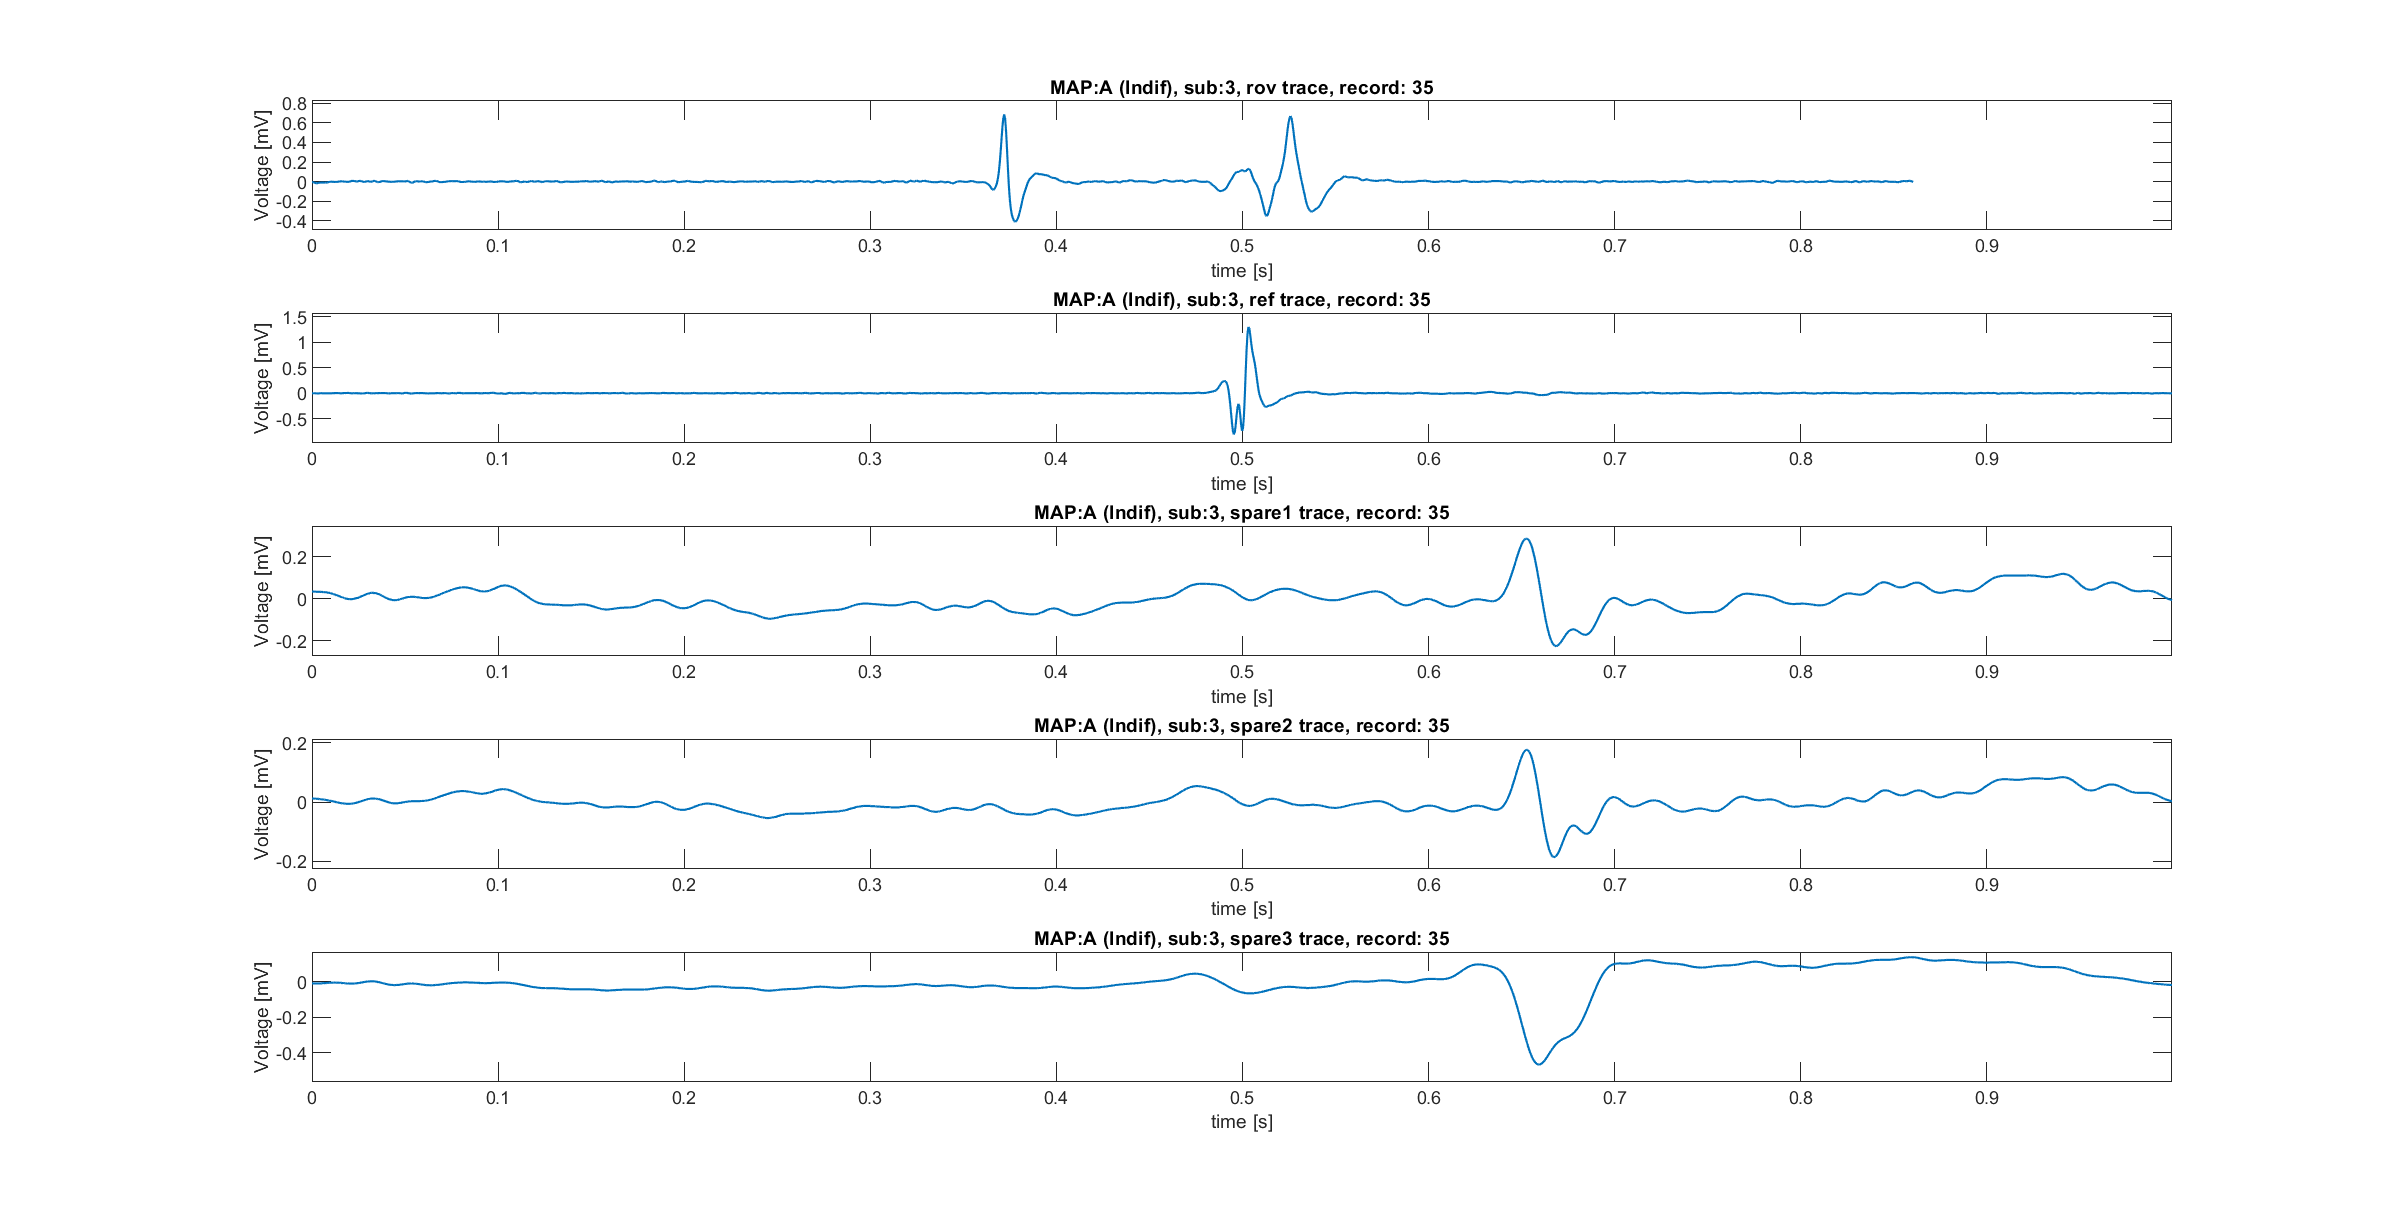 MAP:A (Indif), sub:3, rov trace, record: 35
Voltage [mV]
0.8
0.6
0.4
0.2
0
-0.2
-0.4
0 0.1 0.2 0.3 0.4 0.5 0.6 0.7 0.8 0.9
time [s]
MAP:A (Indif), sub:3, ref trace, record: 35
Voltage [mV]
1.5
1
0.5
0
-0.5
0 0.1 0.2 0.3 0.4 0.5 0.6 0.7 0.8 0.9
time [s]
MAP:A (Indif), sub:3, spare1 trace, record: 35
Voltage [mV]
0.2
0
-0.2
0 0.1 0.2 0.3 0.4 0.5 0.6 0.7 0.8 0.9
time [s]
MAP:A (Indif), sub:3, spare2 trace, record: 35
Voltage [mV]
0.2
0
-0.2
0 0.1 0.2 0.3 0.4 0.5 0.6 0.7 0.8 0.9
time [s]
MAP:A (Indif), sub:3, spare3 trace, record: 35
Voltage [mV]
0
-0.2
-0.4
0 0.1 0.2 0.3 0.4 0.5 0.6 0.7 0.8 0.9
time [s]